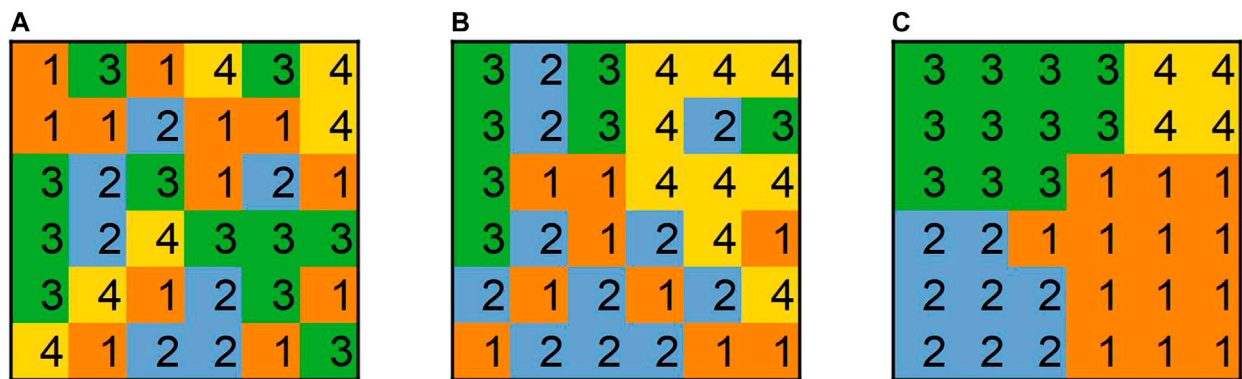 A B C
1 3 1 4 3 4 3 2 3 4 4 4 3 3 3 3 4 4
1 1 2 1 1 4 3 2 3 4 2 3 3 3 3 3 4 4
3 2 3 1 2 1 3 1 1 4 4 4 3 3 3 1 1 1
3 2 4 3 3 3 3 2 1 2 4 1 2 2 1 1 1 1
3 4 1 2 3 1 2 1 2 1 2 4 2 2 2 1 1 1
4 1 2 2 1 3 1 2 2 2 1 1 2 2 2 1 1 1